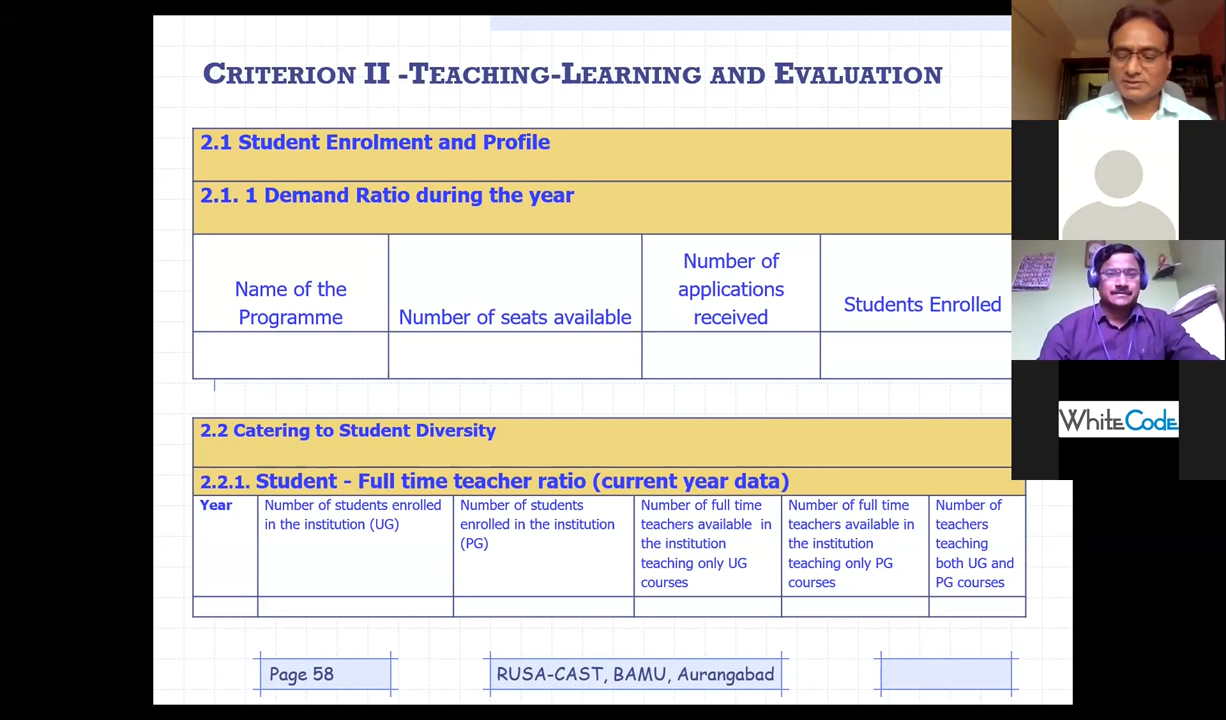 CRITERION II -TEACHING-LEARNING AND EVALUATION
2.1 Student Enrolment and Profile
2.1. 1 Demand Ratio during the year
Name of the
Programme
Number of seats available
Number of
applications
received
Students Enrolled
2.2 Catering to Student Diversity
2.2.1. Student - Full time teacher ratio (current year data)
Year
Number of students enrolled
in the institution (UG)
Number of students
enrolled in the institution
(PG)
Number of full time
teachers available in
the institution
teaching only UG
courses
Number of full time
teachers available in
the institution
teaching only PG
courses
Number of
teachers
teaching
both UG and
PG courses
Page 58
RUSA-CAST, BAMU, Aurangabad
WhiteCode